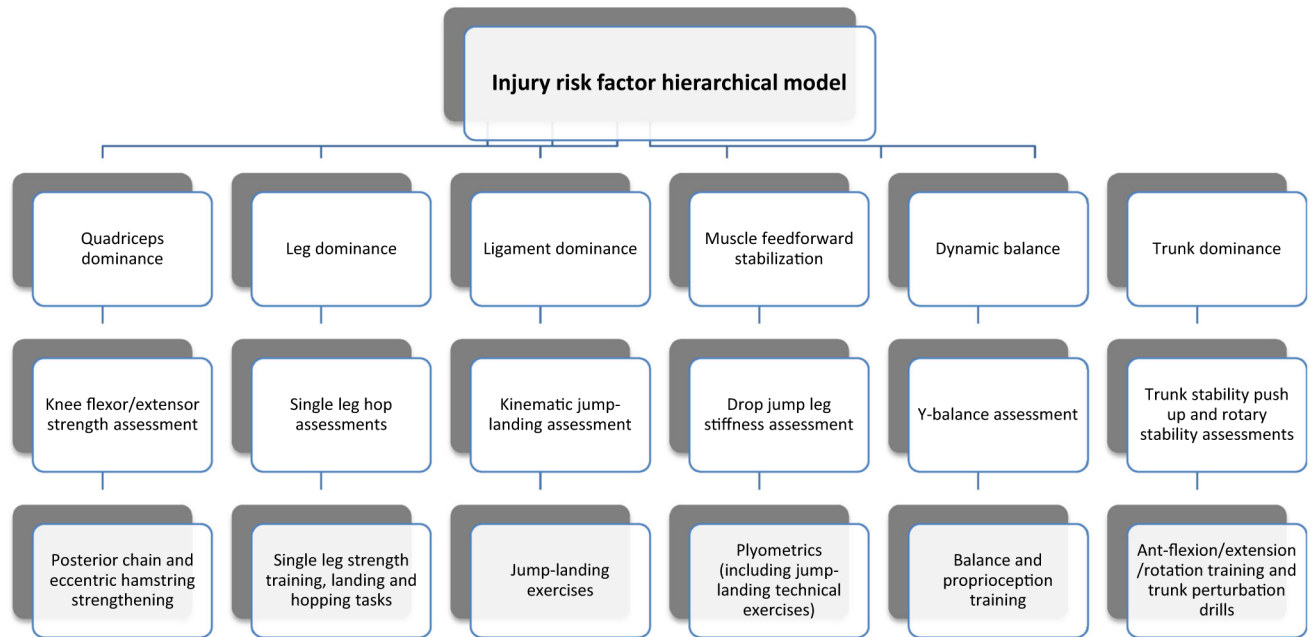 Injury risk factor hierarchical model
Quadriceps
dominance
Leg dominance
Ligament dominance
Muscle feedforward
stabilization
Dynamic balance
Trunk dominance
Knee flexor/extensor
strength assessment
Single leg hop
assessments
Kinematic jump-
landing assessment
Drop jump leg
stiffness assessment
Y-balance assessment
Trunk stability push
up and rotary
stability assessments
Posterior chain and
eccentric hamstring
strengthening
Single leg strength
training, landing and
hopping tasks
Jump-landing
exercises
Plyometrics
(including jump-
landing technical
exercises)
Balance and
proprioception
training
Ant-flexion/extension
/rotation training and
trunk perturbation
drills